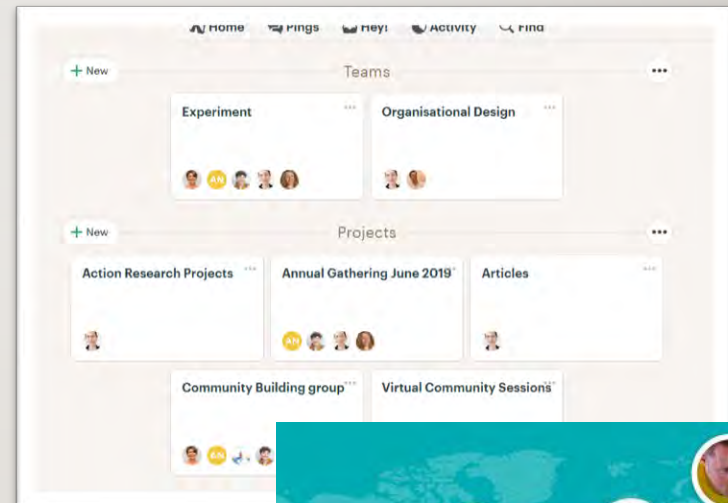 Home Pings Hey! Activity Find
+ New Teams
Experiment Organisational Design
AN
+ New Projects
Action Research Projects Annual Gathering June 2019 Articles
AN
Community Building group Virtual Community Sessions
AN